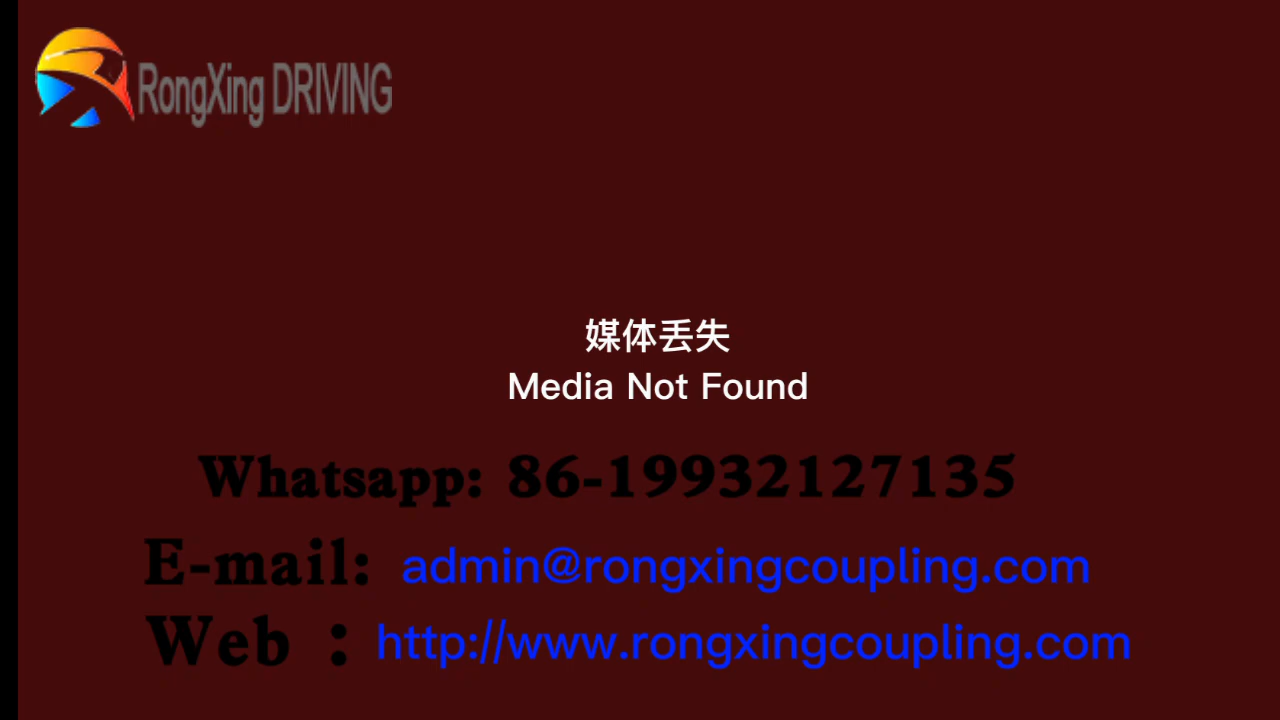 RongXing DRIVING
媒体丢失
Media Not Found
Whatsapp: 86-19932127135
E-mail: admin@rongxingcoupling.com
Web ：http://www.rongxingcoupling.com